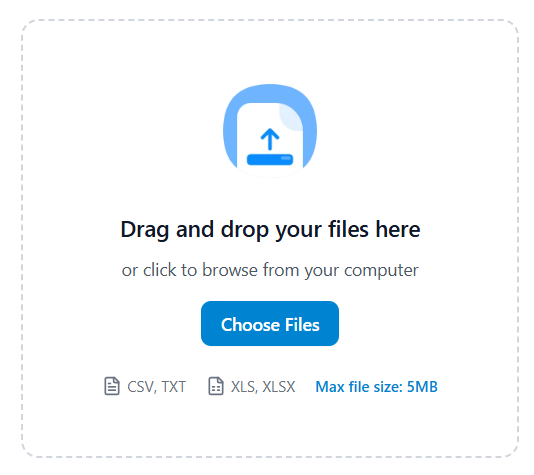 Drag and drop your files here
or click to browse from your computer
Choose Files
CSV, TXT XLS, XLSX Max file size: 5MB